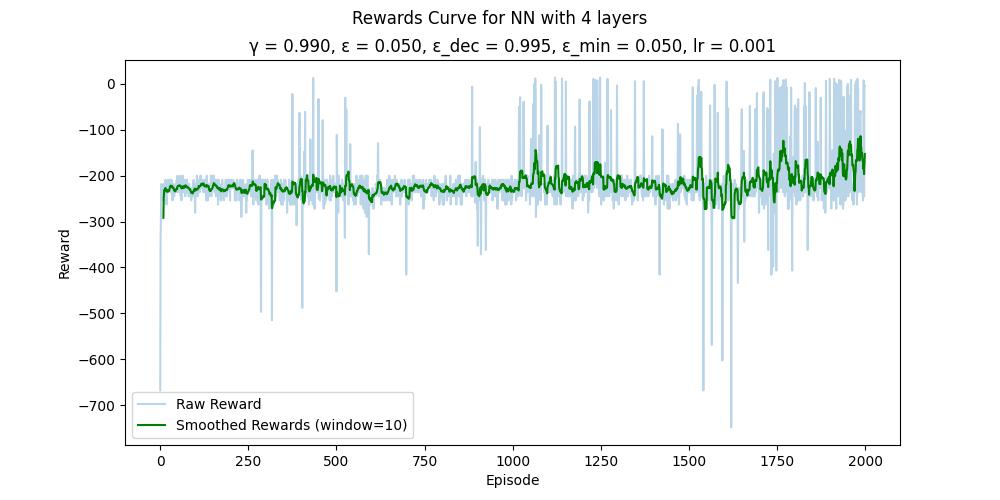 Rewards Curve for NN with 4 layers
γ = 0.990, ε = 0.050, ε_dec = 0.995, ε_min = 0.050, lr = 0.001
0
−100
−200
−300
−400
−500
−600
−700
Reward
Raw Reward
Smoothed Rewards (window=10)
0 250 500 750 1000 1250 1500 1750 2000
Episode